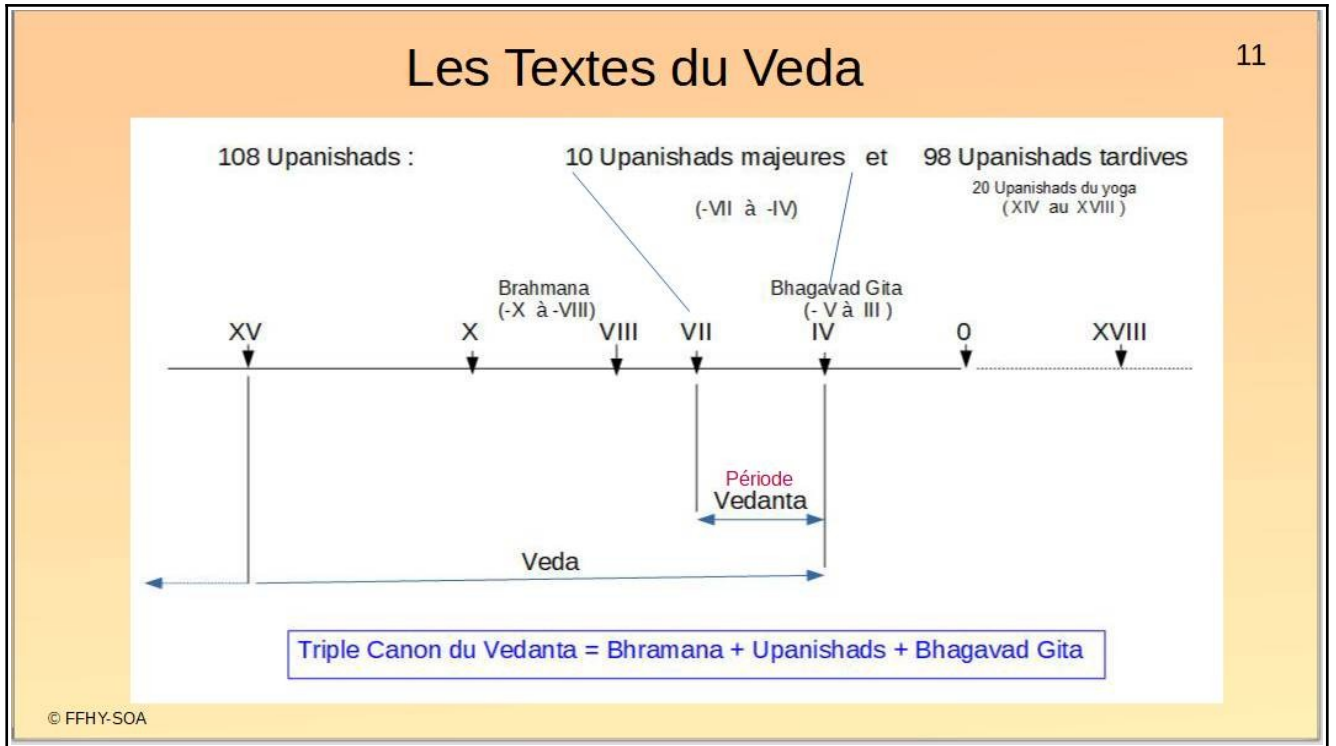 Les Textes du Veda
11
108 Upanishads : 10 Upanishads majeures et 98 Upanishads tardives
20 Upanishads du yoga
(-VII à -IV) (XIV au XVIII )
Brahmana Bhagavad Gita
(-X à -VIII) (- V à III )
XV X VIII VII IV 0 XVIII
Période
Vedanta
Veda
Triple Canon du Vedanta = Bhramana + Upanishads + Bhagavad Gita
© FFHY-SOA